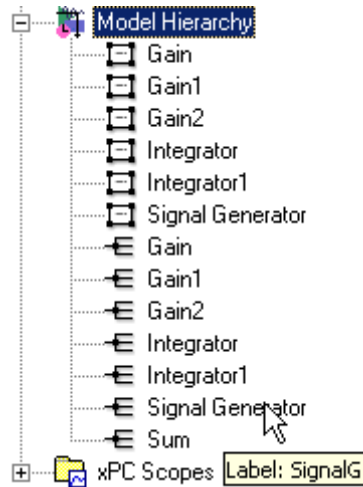 Model Hierarchy
Gain
Gain1
Gain2
Integrator
Integrator1
Signal Generator
Gain
Gain1
Gain2
Integrator
Integrator1
Signal Generator
Sum
xPC Scopes Label: SignalG